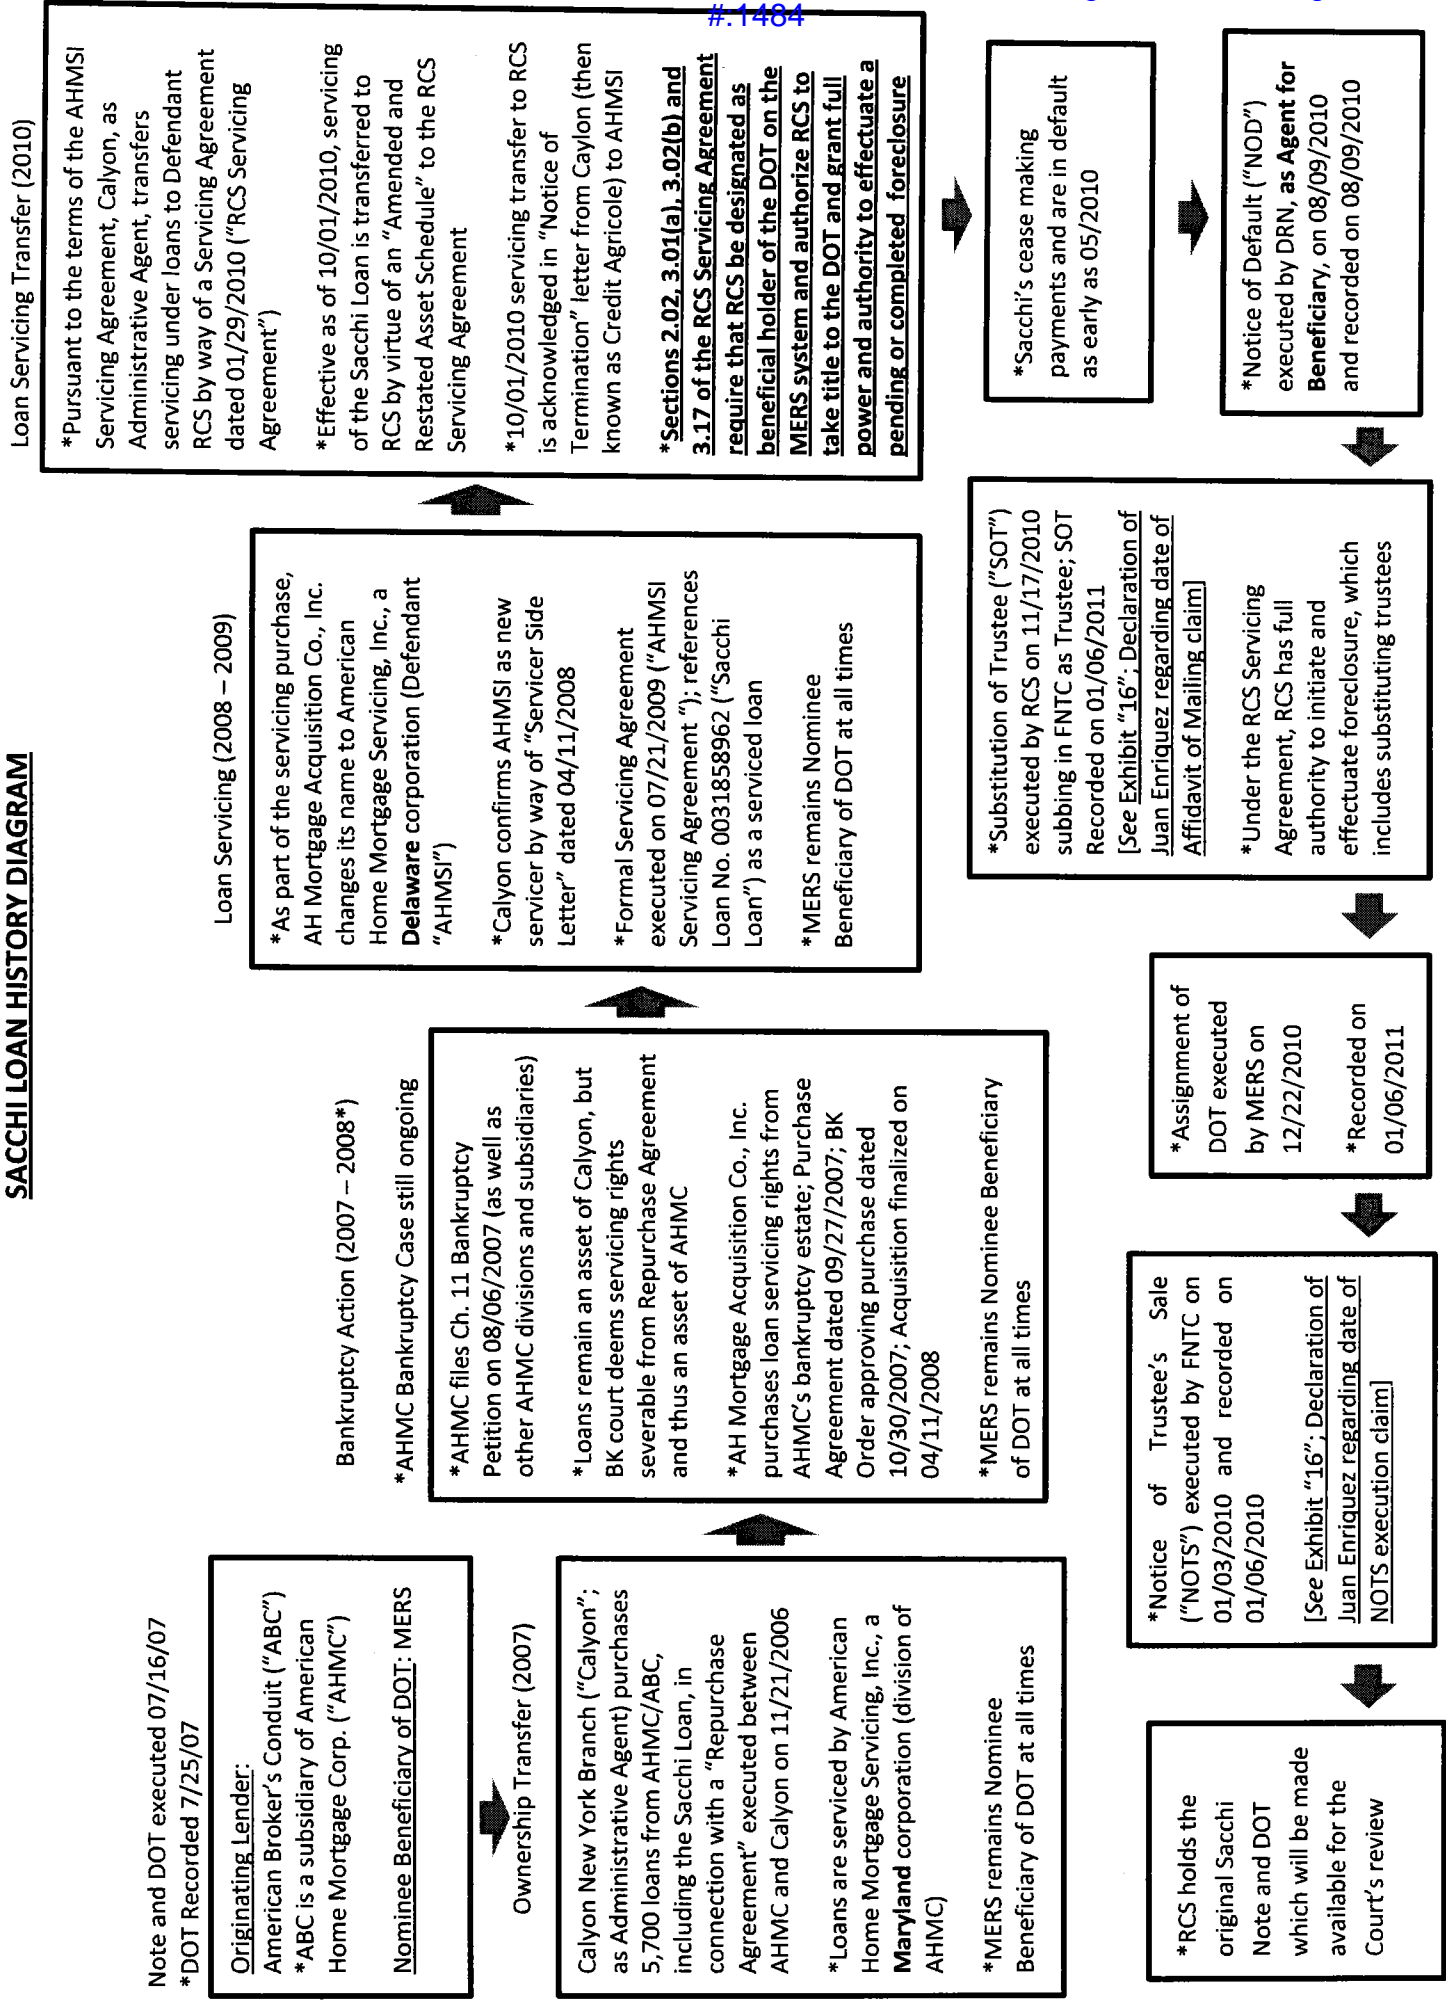 #:1484
SACCHI LOAN HISTORY DIAGRAM
Note and DOT executed 07/16/07
*DOT Recorded 7/25/07
Originating Lender:
American Broker's Conduit ("ABC")
*ABC is a subsidiary of American
Home Mortgage Corp. ("AHMC")
Nominee Beneficiary of DOT: MERS
Ownership Transfer (2007)
Calyon New York Branch ("Calyon";
as Administrative Agent) purchases
5,700 loans from AHMC/ABC,
including the Sacchi Loan, in
connection with a "Repurchase
Agreement" executed between
AHMC and Calyon on 11/21/2006
*Loans are serviced by American
Home Mortgage Servicing, Inc., a
Maryland corporation (division of
AHMC)
*MERS remains Nominee
Beneficiary of DOT at all times
Bankruptcy Action (2007 – 2008*)
*AHMC Bankruptcy Case still ongoing
*AHMC files Ch. 11 Bankruptcy
Petition on 08/06/2007 (as well as
other AHMC divisions and subsidiaries)
*Loans remain an asset of Calyon, but
BK court deems servicing rights
severable from Repurchase Agreement
and thus an asset of AHMC
*AH Mortgage Acquisition Co., Inc.
purchases loan servicing rights from
AHMC's bankruptcy estate; Purchase
Agreement dated 09/27/2007; BK
Order approving purchase dated
10/30/2007; Acquisition finalized on
04/11/2008
*MERS remains Nominee Beneficiary
of DOT at all times
Loan Servicing (2008 – 2009)
*As part of the servicing purchase,
AH Mortgage Acquisition Co., Inc.
changes its name to American
Home Mortgage Servicing, Inc., a
Delaware corporation (Defendant
"AHMSI")
*Calyon confirms AHMSI as new
servicer by way of "Servicer Side
Letter" dated 04/11/2008
*Formal Servicing Agreement
executed on 07/21/2009 ("AHMSI
Servicing Agreement "); references
Loan No. 0031858962 ("Sacchi
Loan") as a serviced loan
*MERS remains Nominee
Beneficiary of DOT at all times
Loan Servicing Transfer (2010)
*Pursuant to the terms of the AHMSI
Servicing Agreement, Calyon, as
Administrative Agent, transfers
servicing under loans to Defendant
RCS by way of a Servicing Agreement
dated 01/29/2010 ("RCS Servicing
Agreement")
*Effective as of 10/01/2010, servicing
of the Sacchi Loan is transferred to
RCS by virtue of an "Amended and
Restated Asset Schedule" to the RCS
Servicing Agreement
*10/01/2010 servicing transfer to RCS
is acknowledged in "Notice of
Termination" letter from Caylon (then
known as Credit Agricole) to AHMSI
*Sections 2.02, 3.01(a), 3.02(b) and
3.17 of the RCS Servicing Agreement
require that RCS be designated as
beneficial holder of the DOT on the
MERS system and authorize RCS to
take title to the DOT and grant full
power and authority to effectuate a
pending or completed foreclosure
*Sacchi's cease making
payments and are in default
as early as 05/2010
*Notice of Default ("NOD")
executed by DRN, as Agent for
Beneficiary, on 08/09/2010
and recorded on 08/09/2010
*Substitution of Trustee ("SOT")
executed by RCS on 11/17/2010
subbing in FNTC as Trustee; SOT
Recorded on 01/06/2011
[See Exhibit "16"; Declaration of
Juan Enriquez regarding date of
Affidavit of Mailing claim]
*Under the RCS Servicing
Agreement, RCS has full
authority to initiate and
effectuate foreclosure, which
includes substituting trustees
*Assignment of
DOT executed
by MERS on
12/22/2010
*Recorded on
01/06/2011
*Notice of Trustee's Sale
("NOTS") executed by FNTC on
01/03/2010 and recorded on
01/06/2010
[See Exhibit "16"; Declaration of
Juan Enriquez regarding date of
NOTS execution claim]
*RCS holds the
original Sacchi
Note and DOT
which will be made
available for the
Court's review